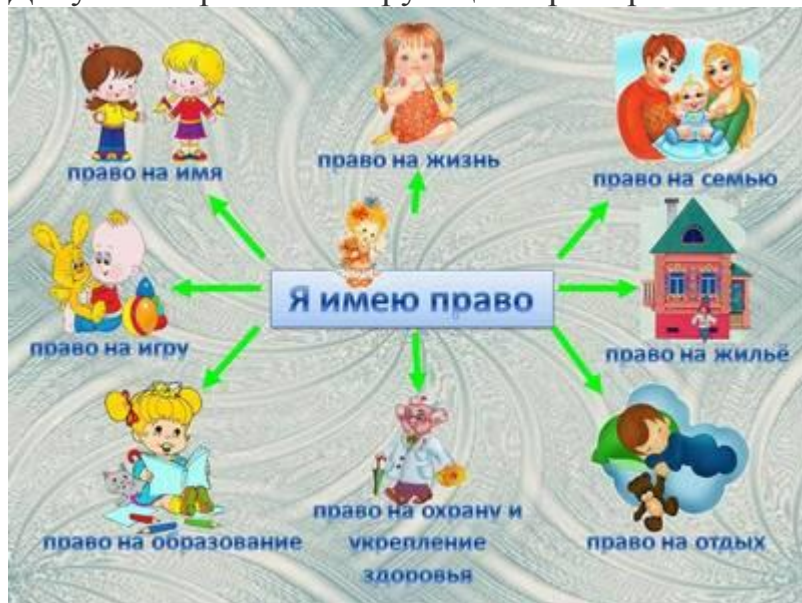 право на имя
право на жизнь
право на семью
Я имею право
право на игру
право на жильё
право на образование
право на охрану и
укрепление
здоровья
право на отдых